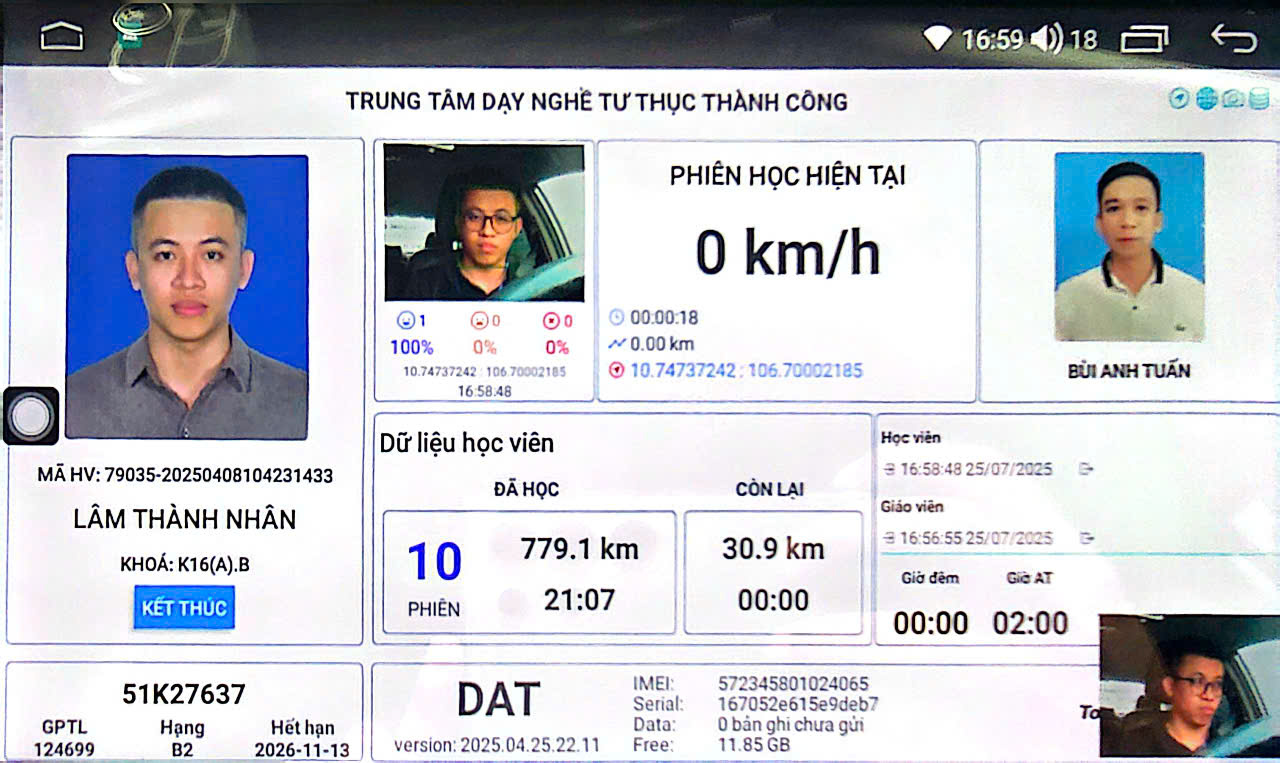 16:59 18
TRUNG TÂM DẠY NGHỀ TƯ THỤC THÀNH CÔNG
MÃ HV: 79035-20250408104231433
LÂM THÀNH NHÂN
KHOÁ: K16(A).B
KẾT THÚC
1 0 0
100% 0% 0%
10.74737242 : 106.70002185
16:58:48
PHIÊN HỌC HIỆN TẠI
0 km/h
00:00:18
0.00 km
10.74737242 : 106.70002185
BÙI ANH TUẤN
Dữ liệu học viên
ĐÃ HỌC
CÒN LẠI
10
PHIÊN
779.1 km
21:07
30.9 km
00:00
Học viên
16:58:48 25/07/2025
Giáo viên
16:56:55 25/07/2025
Giờ đêm Giờ AT
00:00 02:00
51K27637
GPTL Hạng Hết hạn
124699 B2 2026-11-13
DAT
version: 2025.04.25.22.11
IMEI: 572345801024065
Serial: 167052e615e9deb7
Data: 0 bản ghi chưa gửi
Free: 11.85 GB